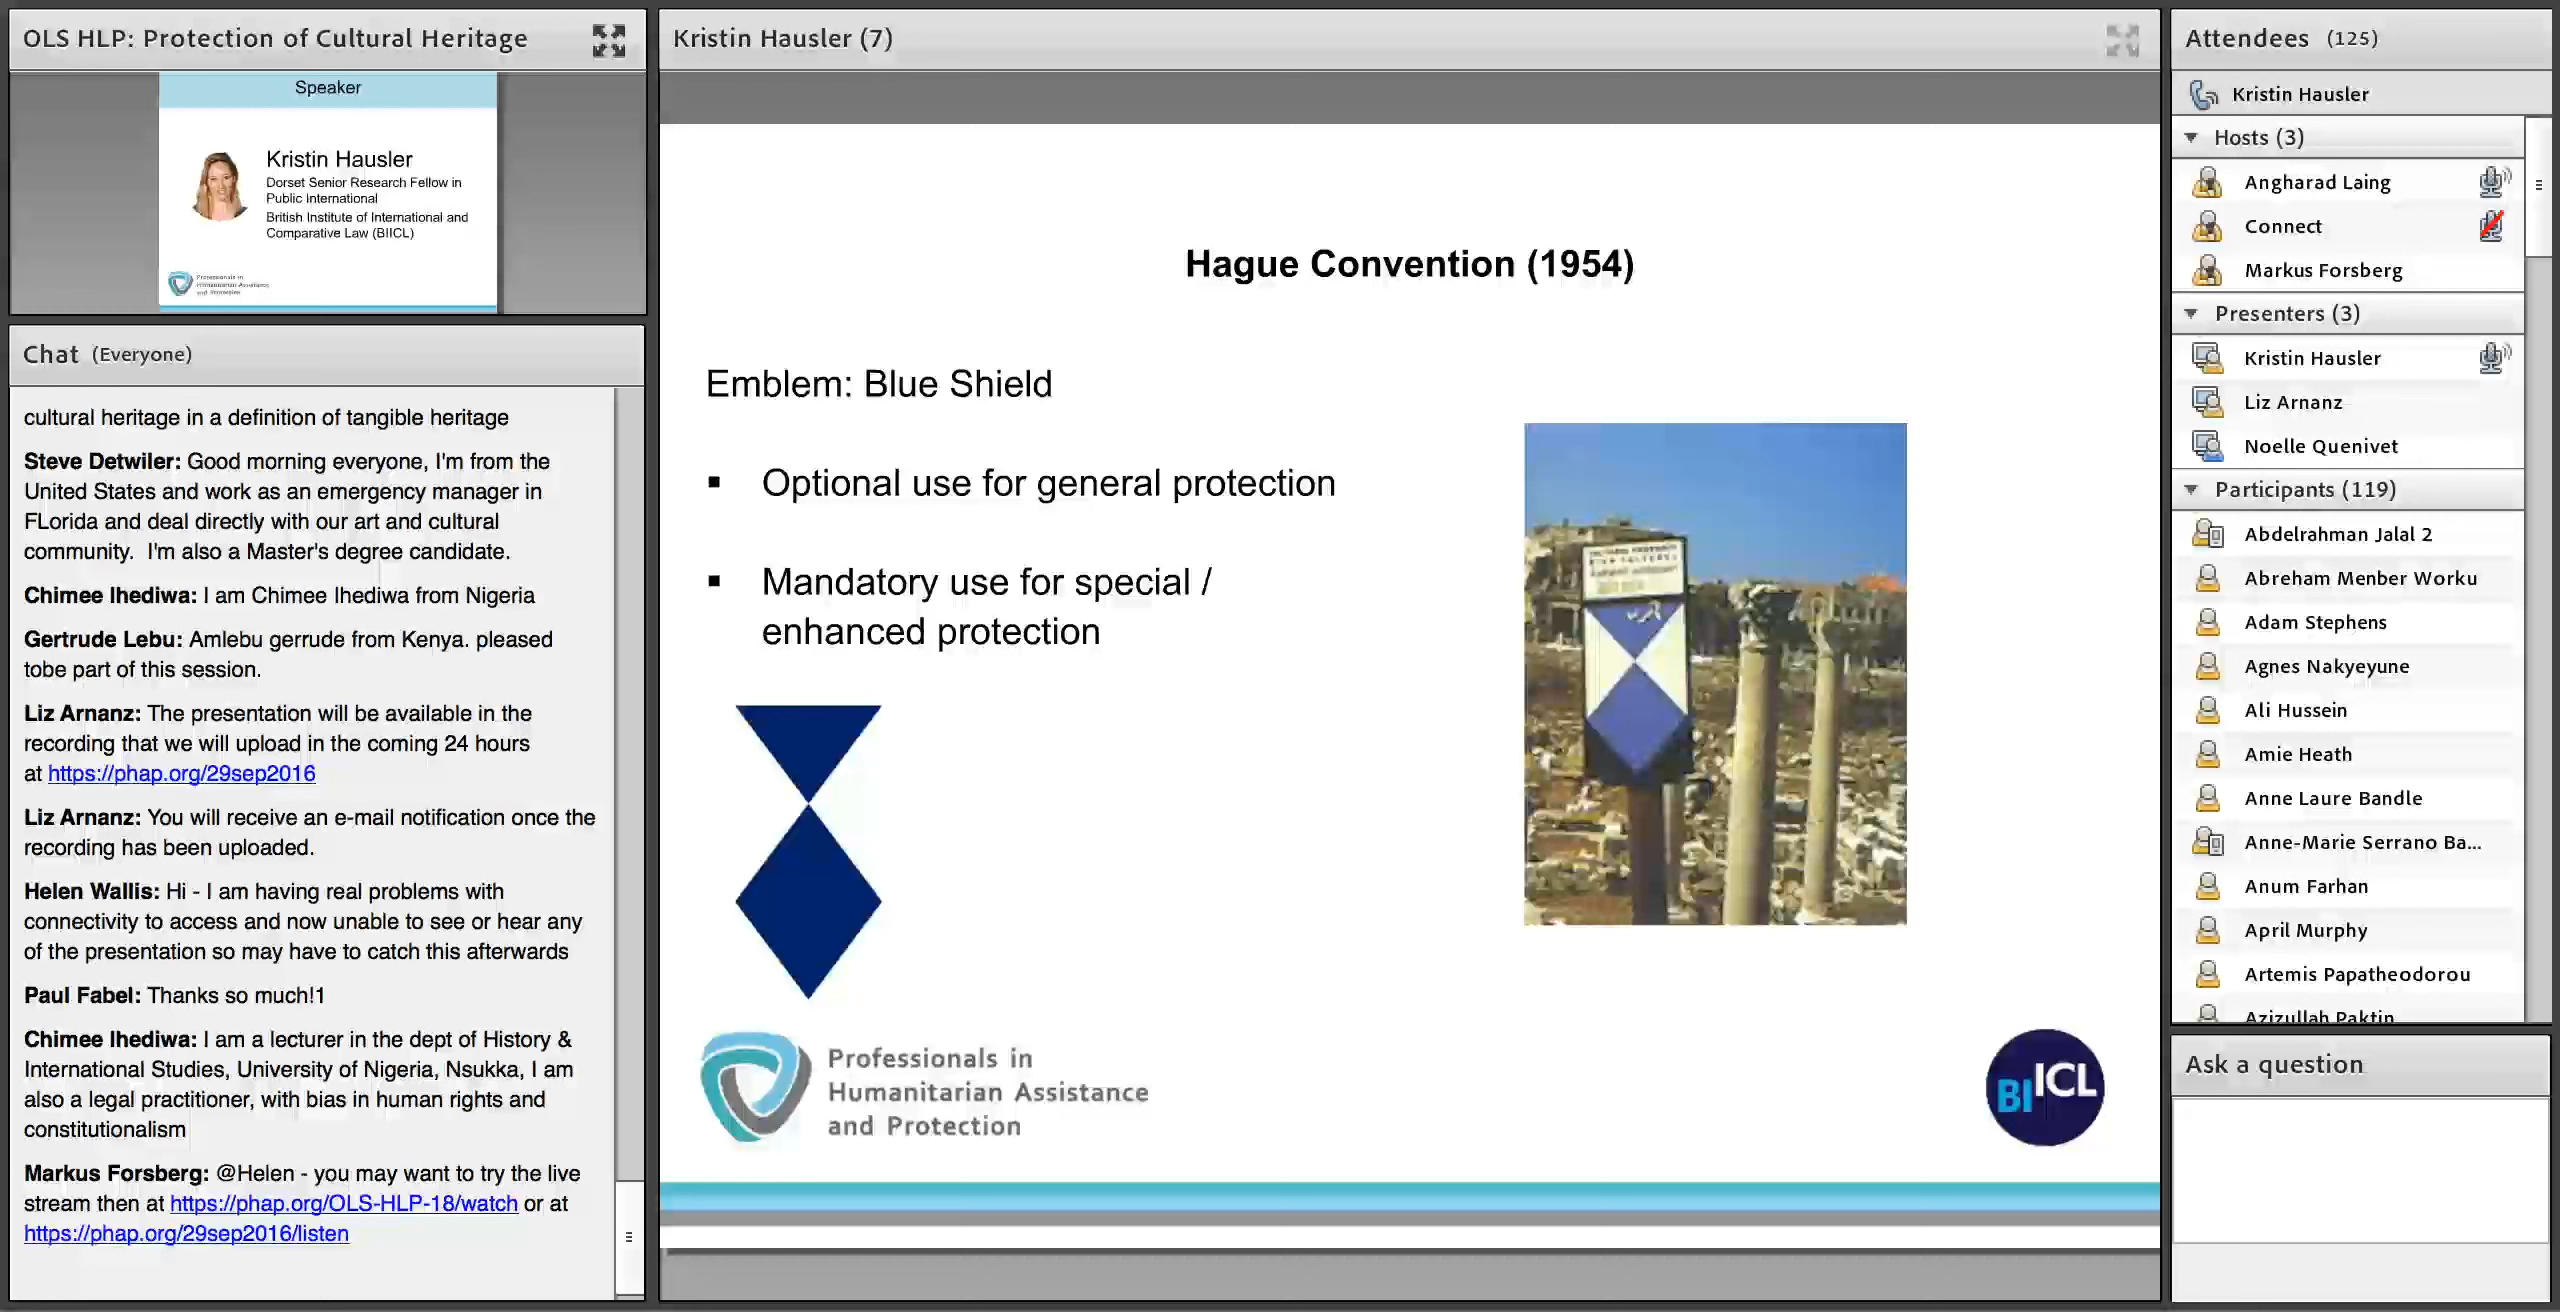 OLS HLP: Protection of Cultural Heritage
Speaker
Kristin Hausler
Dorset Senior Research Fellow in
Public International
British Institute of International and
Comparative Law (BIICL)
Professionals in
Humanitarian Assistance
and Protection
Chat (Everyone)
cultural heritage in a definition of tangible heritage
Steve Detwiler: Good morning everyone, I'm from the
United States and work as an emergency manager in
FLorida and deal directly with our art and cultural
community.  I'm also a Master's degree candidate.
Chimee Ihediwa: I am Chimee Ihediwa from Nigeria
Gertrude Lebu: Amlebu gerrude from Kenya. pleased
tobe part of this session.
Liz Arnanz: The presentation will be available in the
recording that we will upload in the coming 24 hours
at https://phap.org/29sep2016
Liz Arnanz: You will receive an e-mail notification once the
recording has been uploaded.
Helen Wallis: Hi - I am having real problems with
connectivity to access and now unable to see or hear any
of the presentation so may have to catch this afterwards
Paul Fabel: Thanks so much!1
Chimee Ihediwa: I am a lecturer in the dept of History &
International Studies, University of Nigeria, Nsukka, I am
also a legal practitioner, with bias in human rights and
constitutionalism
Markus Forsberg: @Helen - you may want to try the live
stream then at https://phap.org/OLS-HLP-18/watch or at
https://phap.org/29sep2016/listen
Kristin Hausler (7)
Hague Convention (1954)
Emblem: Blue Shield
▪ Optional use for general protection
▪ Mandatory use for special /
enhanced protection
Professionals in
Humanitarian Assistance
and Protection
BIICL
Attendees (125)
Kristin Hausler
Hosts (3)
Angharad Laing
Connect
Markus Forsberg
Presenters (3)
Kristin Hausler
Liz Arnanz
Noelle Quenivet
Participants (119)
Abdelrahman Jalal 2
Abreham Menber Worku
Adam Stephens
Agnes Nakyeyune
Ali Hussein
Amie Heath
Anne Laure Bandle
Anne-Marie Serrano Ba...
Anum Farhan
April Murphy
Artemis Papatheodorou
Azizullah Paktin
Ask a question